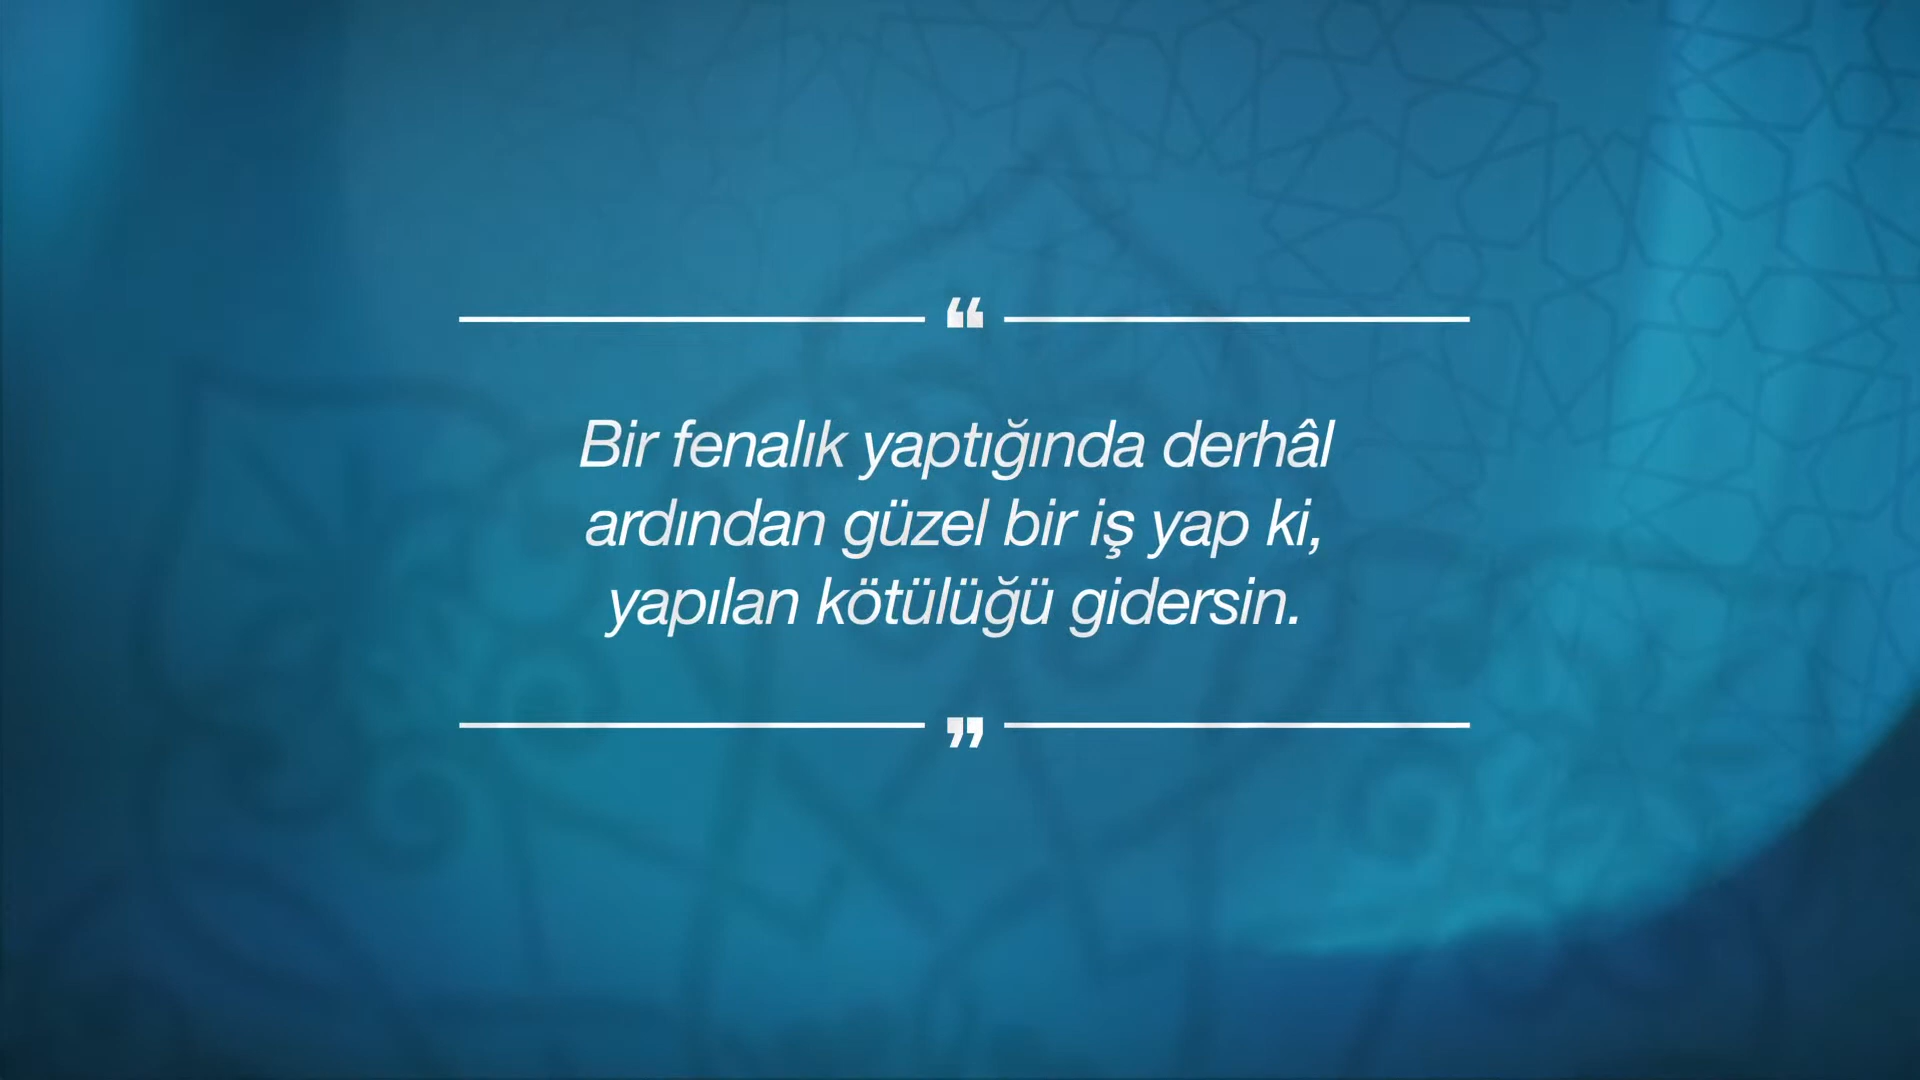 ❝
Bir fenalık yaptığında derhâl
ardından güzel bir iş yap ki,
yapılan kötülüğü gidersin.
❞